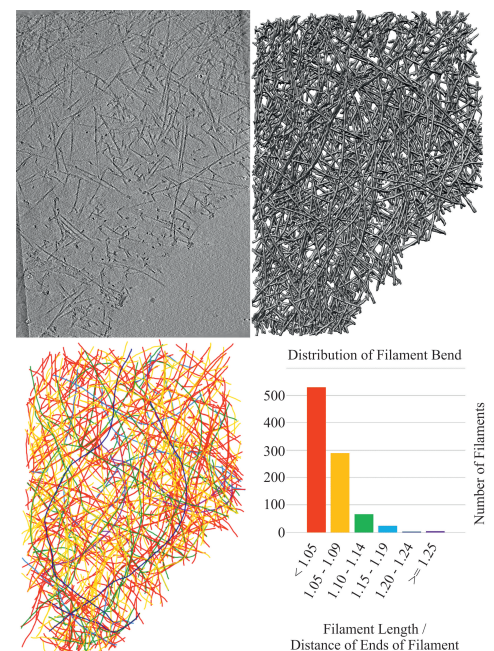 Distribution of Filament Bend
500
400
300
200
100
0
Number of Filaments
< 1.05
1.05 - 1.09
1.10 - 1.14
1.15 - 1.19
1.20 - 1.24
>= 1.25
Filament Length /
Distance of Ends of Filament